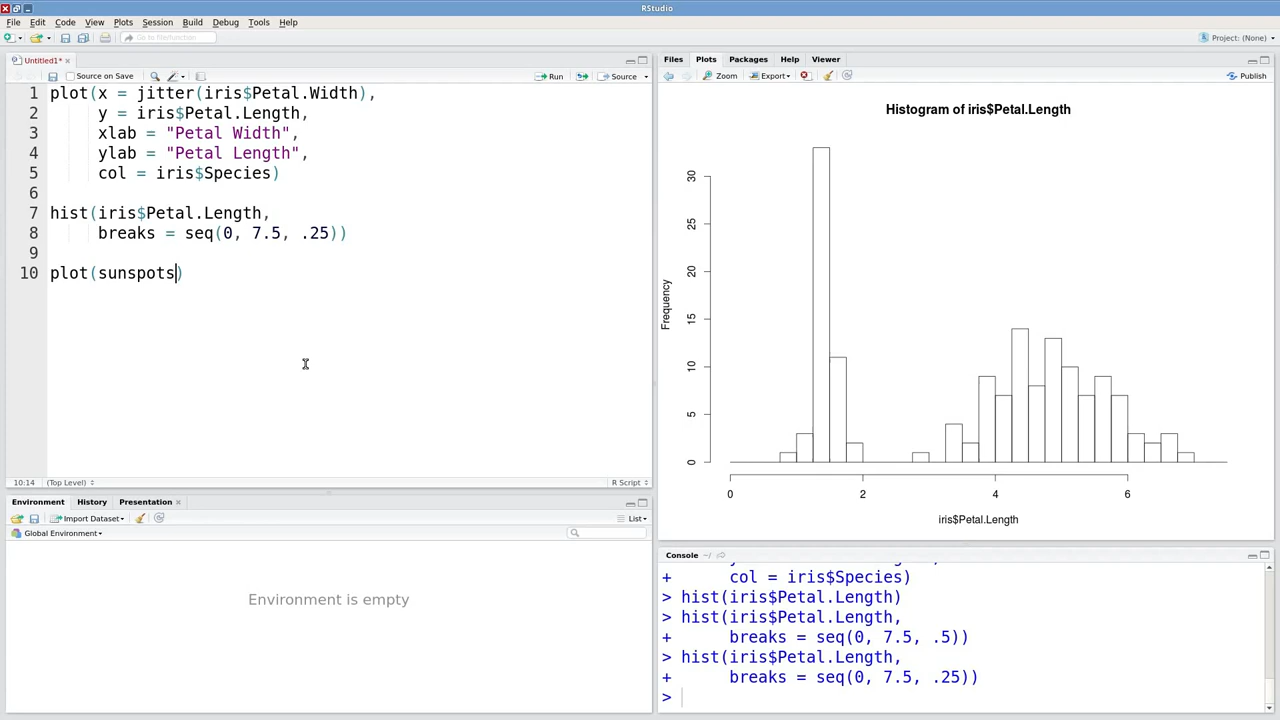 RStudio
File Edit Code View Plots Session Build Debug Tools Help
Go to file/function
Project: (None)
Untitled1*
Source on Save
Run
Source
1 plot(x = jitter(iris$Petal.Width),
2 y = iris$Petal.Length,
3 xlab = "Petal Width",
4 ylab = "Petal Length",
5 col = iris$Species)
6
7 hist(iris$Petal.Length,
8 breaks = seq(0, 7.5, .25))
9
10 plot(sunspots)
10:14 (Top Level) R Script
Environment History Presentation
Import Dataset List
Global Environment
Environment is empty
Files Plots Packages Help Viewer
Zoom Export Publish
Histogram of iris$Petal.Length
Frequency
30
25
20
15
10
5
0
0 2 4 6
iris$Petal.Length
Console ~/
+ col = iris$Species)
> hist(iris$Petal.Length)
> hist(iris$Petal.Length,
+ breaks = seq(0, 7.5, .5))
> hist(iris$Petal.Length,
+ breaks = seq(0, 7.5, .25))
>